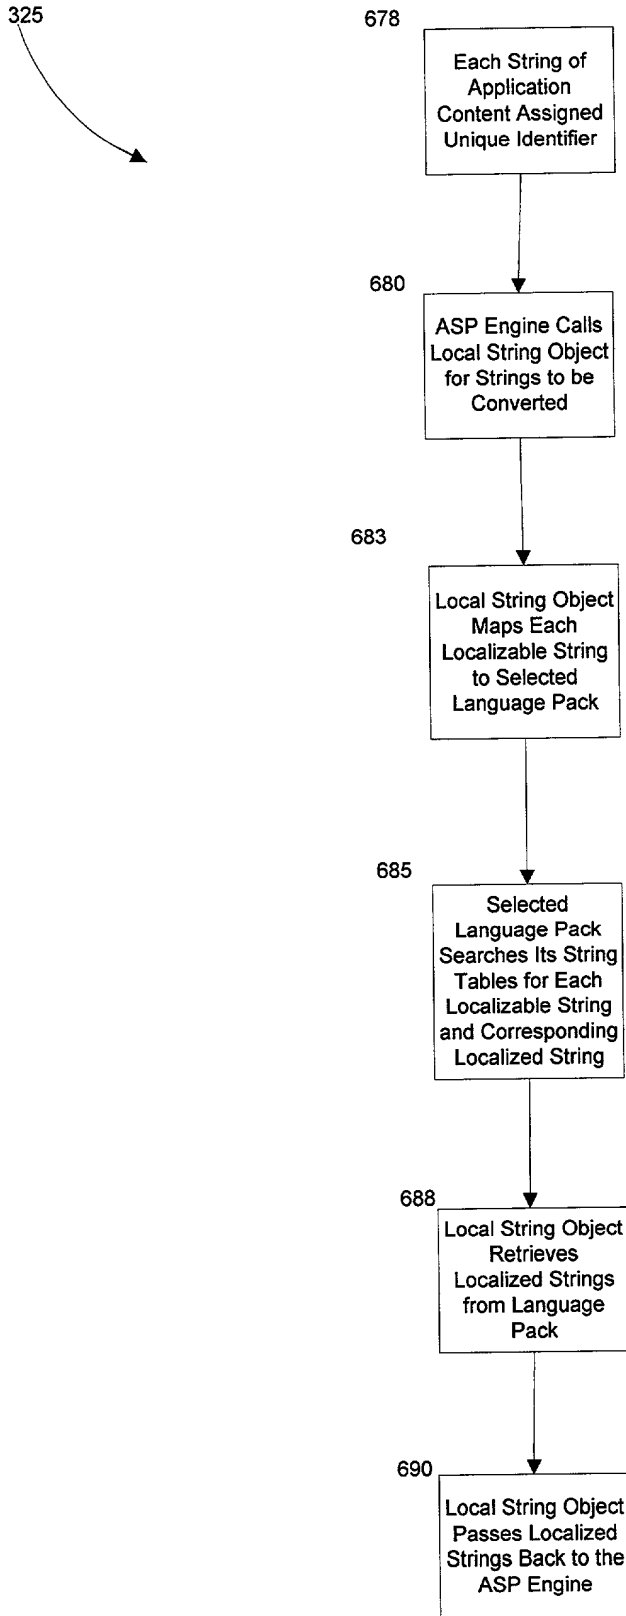 325
678
Each String of
Application
Content Assigned
Unique Identifier
680
ASP Engine Calls
Local String Object
for Strings to be
Converted
683
Local String Object
Maps Each
Localizable String
to Selected
Language Pack
685
Selected
Language Pack
Searches Its String
Tables for Each
Localizable String
and Corresponding
Localized String
688
Local String Object
Retrieves
Localized Strings
from Language
Pack
690
Local String Object
Passes Localized
Strings Back to the
ASP Engine